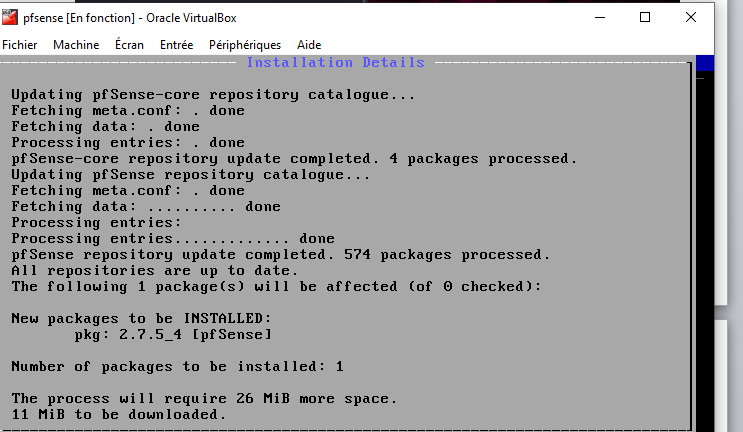 pfsense [En fonction] - Oracle VirtualBox
Fichier Machine Écran Entrée Périphériques Aide
Installation Details
Updating pfSense-core repository catalogue...
Fetching meta.conf: . done
Fetching data: . done
Processing entries: . done
pfSense-core repository update completed. 4 packages processed.
Updating pfSense repository catalogue...
Fetching meta.conf: . done
Fetching data: .......... done
Processing entries:
Processing entries............. done
pfSense repository update completed. 574 packages processed.
All repositories are up to date.
The following 1 package(s) will be affected (of 0 checked):
New packages to be INSTALLED:
pkg: 2.7.5_4 [pfSense]
Number of packages to be installed: 1
The process will require 26 MiB more space.
11 MiB to be downloaded.